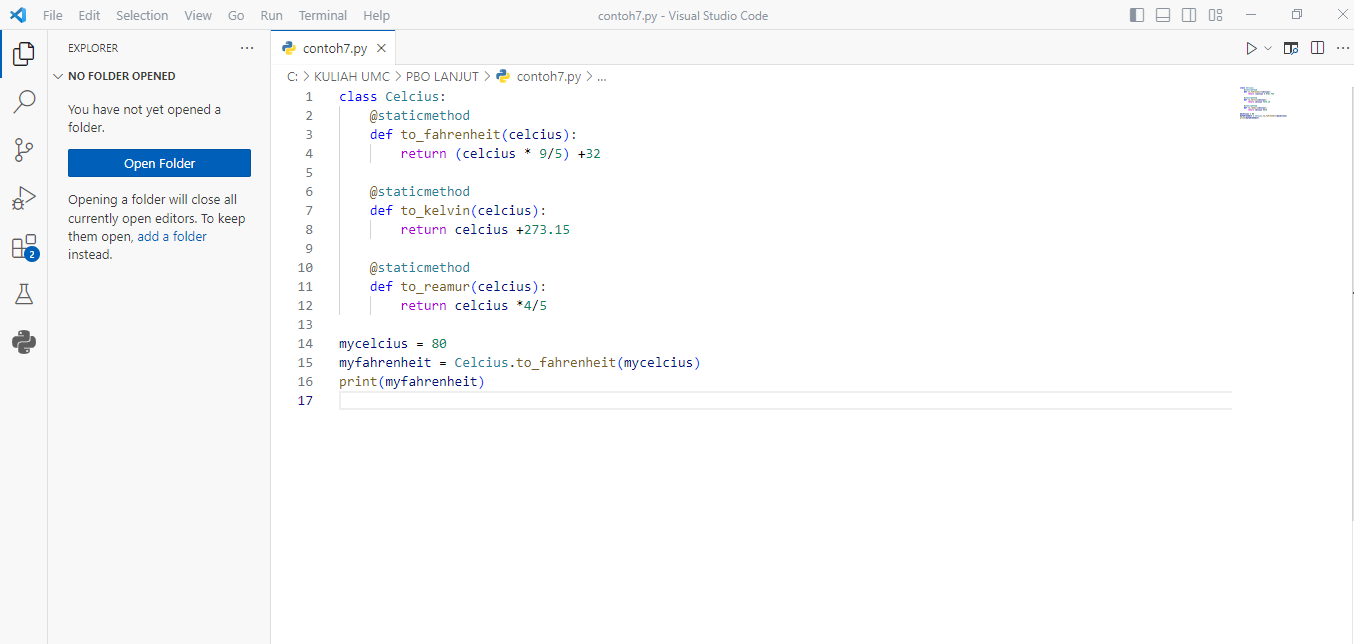 File Edit Selection View Go Run Terminal Help
contoh7.py - Visual Studio Code
EXPLORER
NO FOLDER OPENED
You have not yet opened a
folder.
Open Folder
Opening a folder will close all
currently open editors. To keep
them open, add a folder
instead.
2
contoh7.py
C: > KULIAH UMC > PBO LANJUT > contoh7.py > ...
1 class Celcius:
2 @staticmethod
3 def to_fahrenheit(celcius):
4 return (celcius * 9/5) +32
5
6 @staticmethod
7 def to_kelvin(celcius):
8 return celcius +273.15
9
10 @staticmethod
11 def to_reamur(celcius):
12 return celcius *4/5
13
14 mycelcius = 80
15 myfahrenheit = Celcius.to_fahrenheit(mycelcius)
16 print(myfahrenheit)
17